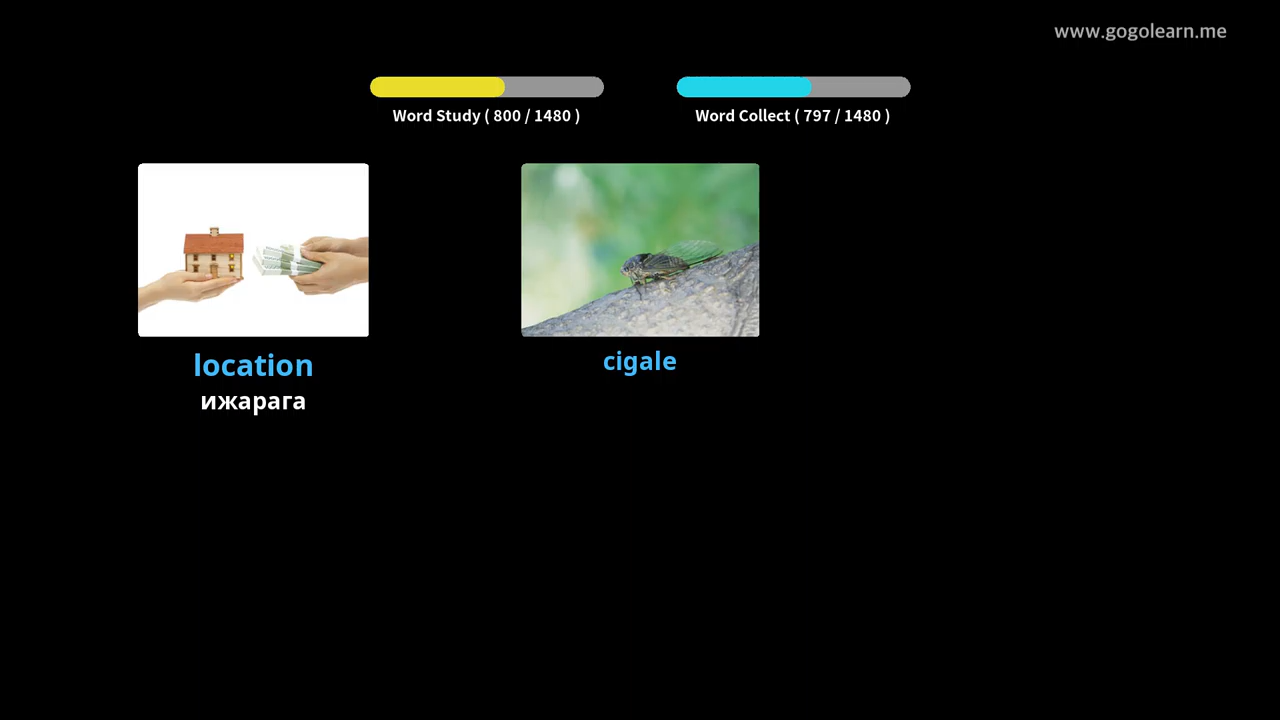 www.gogolearn.me
Word Study ( 800 / 1480 )
Word Collect ( 797 / 1480 )
location
ижарага
cigale